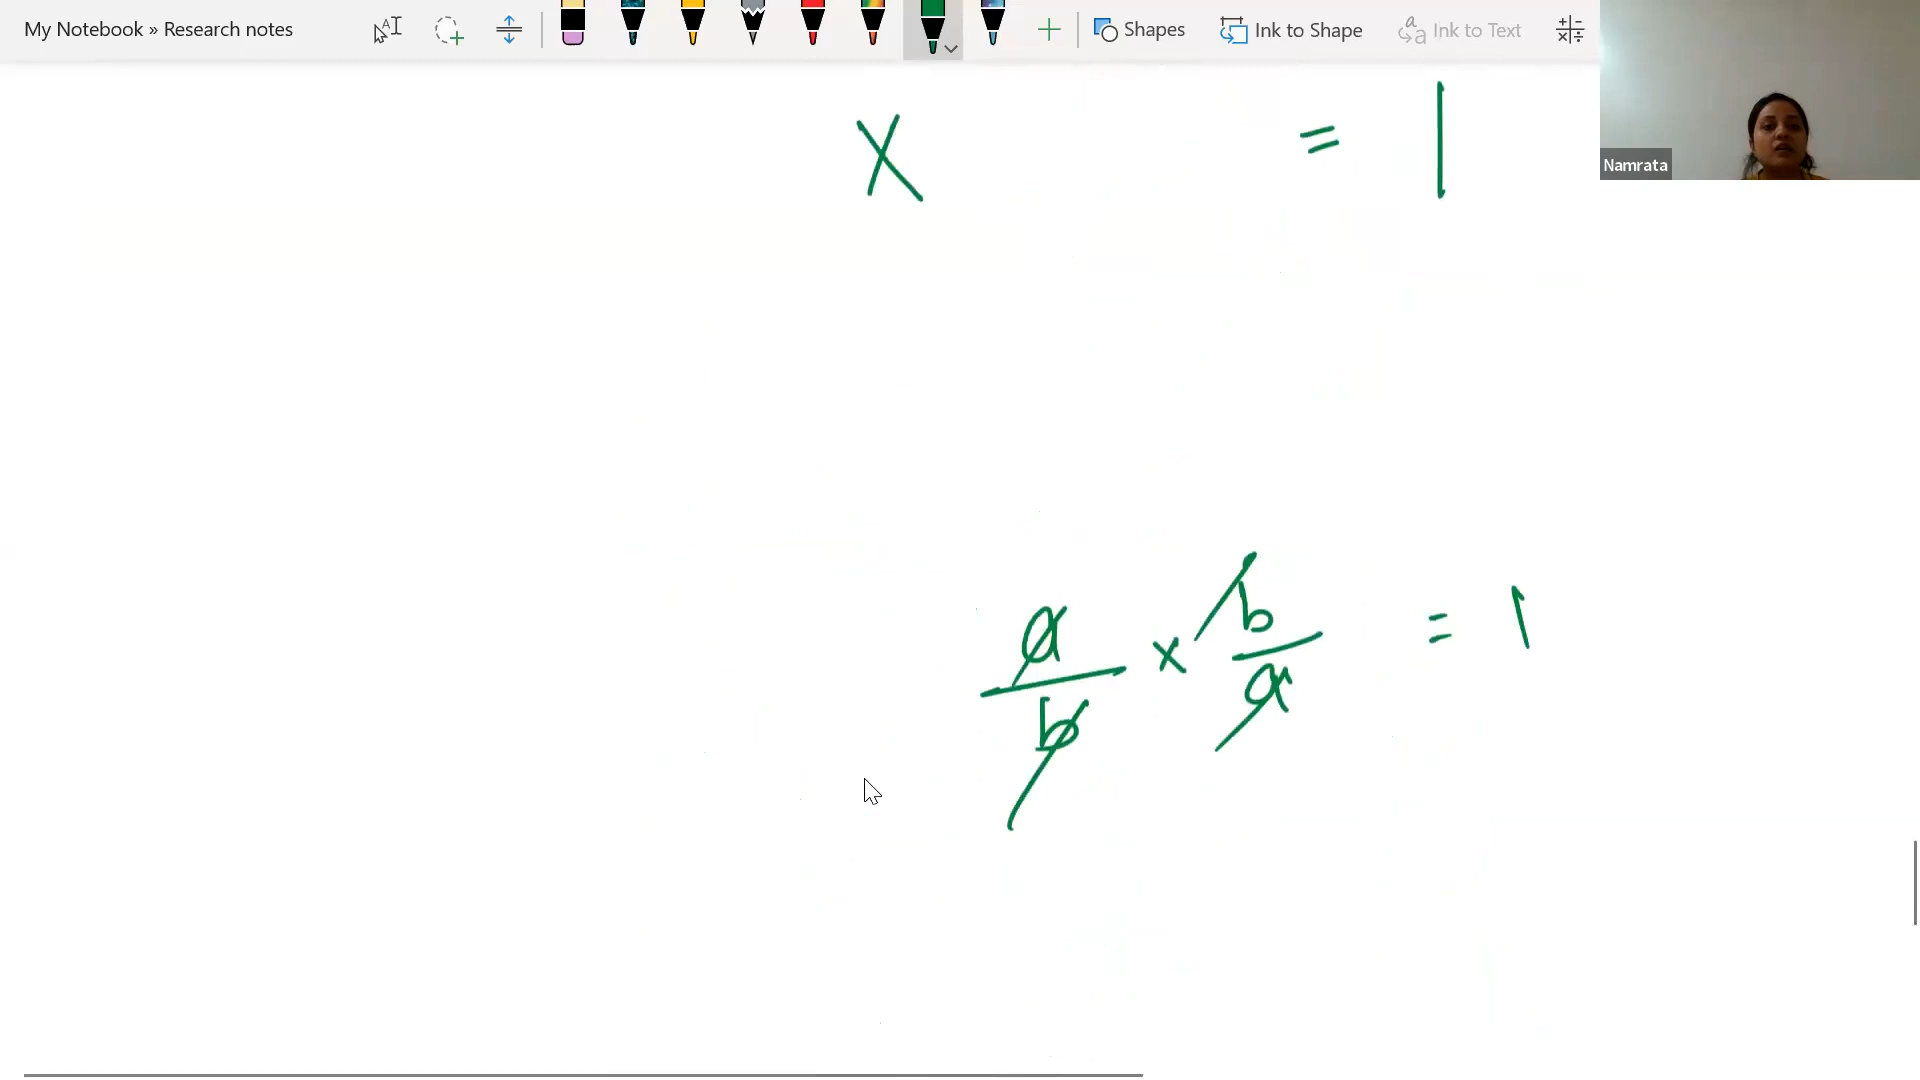 My Notebook » Research notes
Shapes
Ink to Shape
Ink to Text
Namrata
x = 1
a/b x b/a = 1